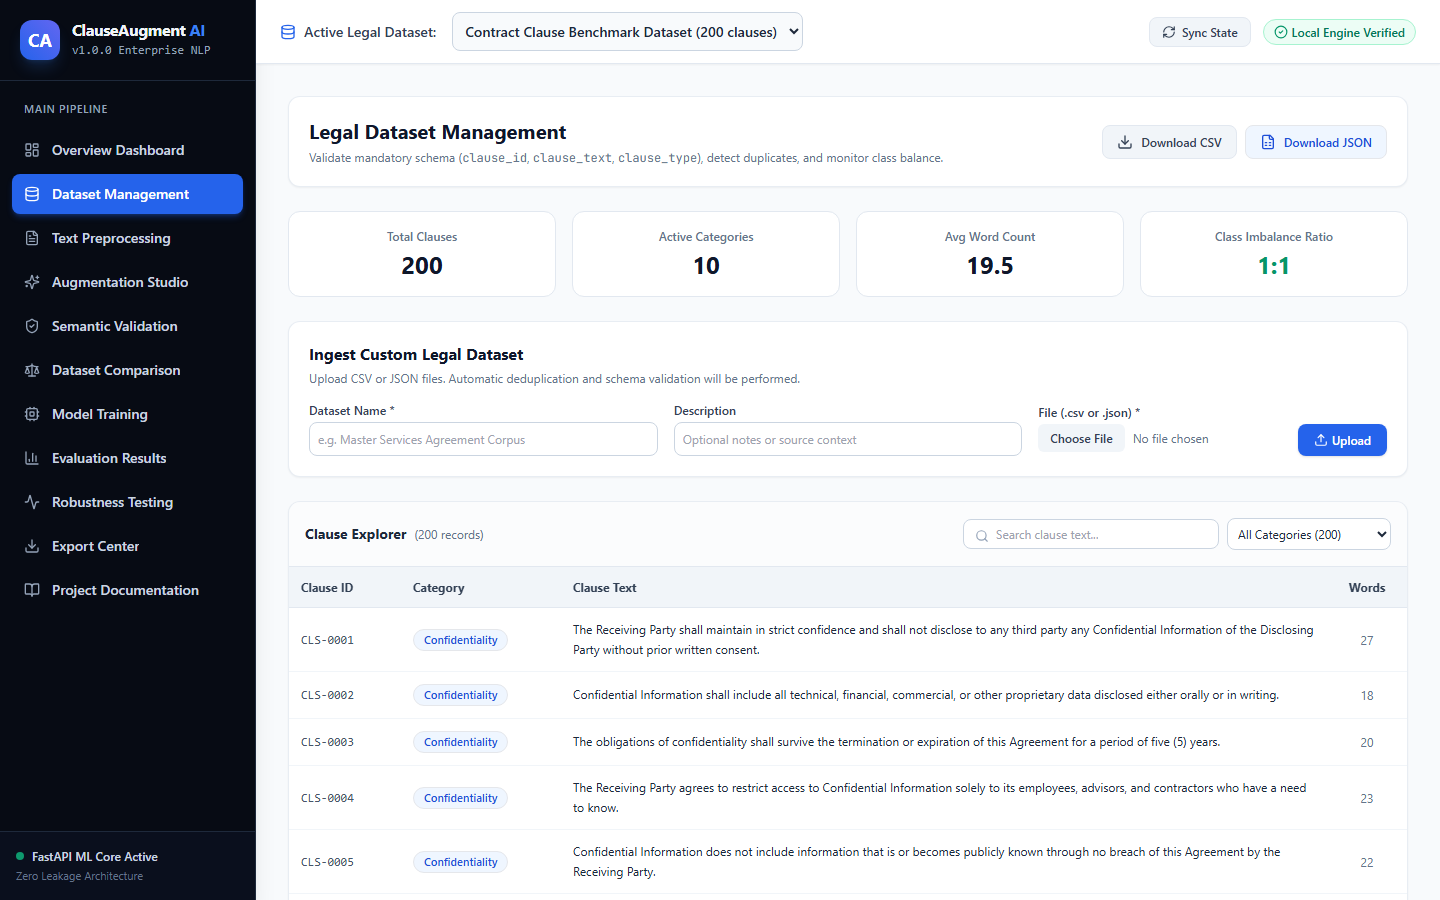 CA
ClauseAugment AI
v1.0.0 Enterprise NLP
MAIN PIPELINE
Overview Dashboard
Dataset Management
Text Preprocessing
Augmentation Studio
Semantic Validation
Dataset Comparison
Model Training
Evaluation Results
Robustness Testing
Export Center
Project Documentation
FastAPI ML Core Active
Zero Leakage Architecture
Active Legal Dataset:
Contract Clause Benchmark Dataset (200 clauses)
Sync State
Local Engine Verified
Legal Dataset Management
Validate mandatory schema (clause_id, clause_text, clause_type), detect duplicates, and monitor class balance.
Download CSV
Download JSON
Total Clauses
200
Active Categories
10
Avg Word Count
19.5
Class Imbalance Ratio
1:1
Ingest Custom Legal Dataset
Upload CSV or JSON files. Automatic deduplication and schema validation will be performed.
Dataset Name *
e.g. Master Services Agreement Corpus
Description
Optional notes or source context
File (.csv or .json) *
Choose File No file chosen
Upload
Clause Explorer (200 records)
Search clause text...
All Categories (200)
Clause ID Category Clause Text Words
CLS-0001 Confidentiality The Receiving Party shall maintain in strict confidence and shall not disclose to any third party any Confidential Information of the Disclosing
Party without prior written consent. 27
CLS-0002 Confidentiality Confidential Information shall include all technical, financial, commercial, or other proprietary data disclosed either orally or in writing. 18
CLS-0003 Confidentiality The obligations of confidentiality shall survive the termination or expiration of this Agreement for a period of five (5) years. 20
CLS-0004 Confidentiality The Receiving Party agrees to restrict access to Confidential Information solely to its employees, advisors, and contractors who have a need
to know. 23
CLS-0005 Confidentiality Confidential Information does not include information that is or becomes publicly known through no breach of this Agreement by the
Receiving Party. 22